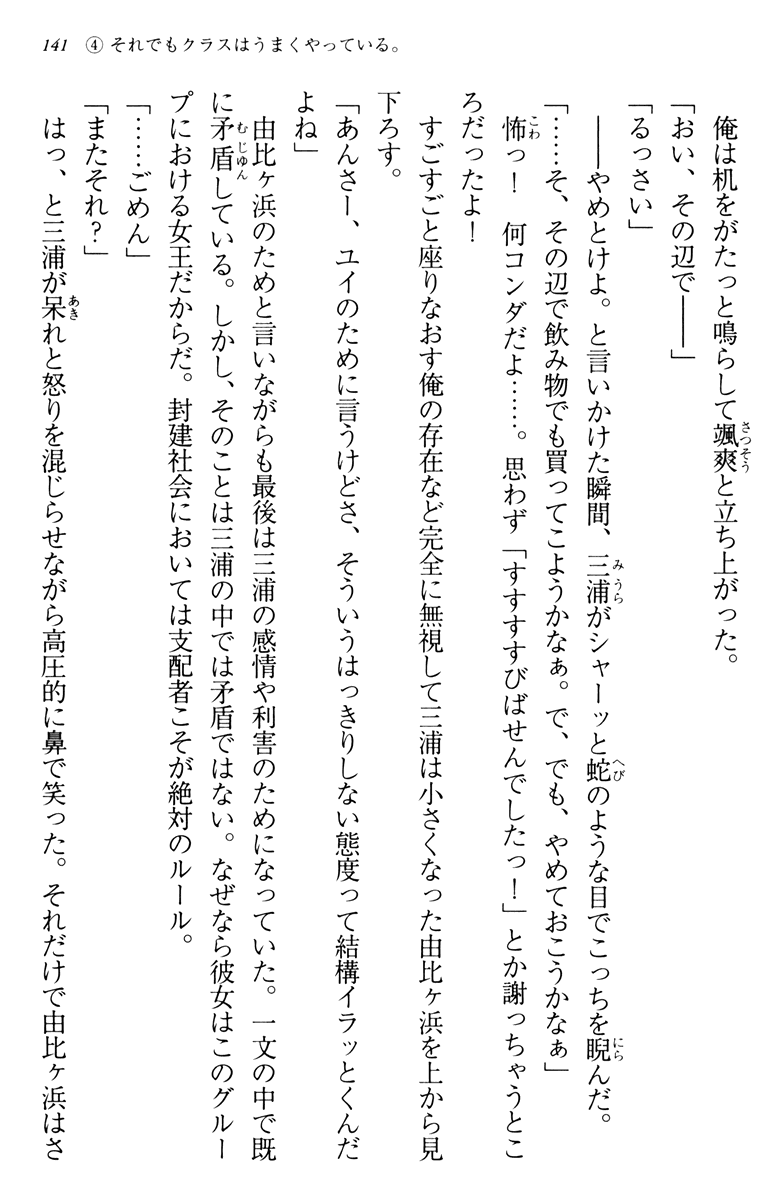 141 ④ それでもクラスはうまくやっている。
俺は机をがたっと鳴らして颯爽と立ち上がった。
「おい、その辺で――」
「るっさい」
――やめとけよ。と言いかけた瞬間、三浦がシャーッと蛇のような目でこっちを睨んだ。
「……そ、その辺で飲み物でも買ってこようかなぁ。で、でも、やめておこうかなぁ」
怖っ！　何コンダだよ……。思わず「すすすすびばせんでしたっ！」とか謝っちゃうとこ
ろだったよ！
すごすごと座りなおす俺の存在など完全に無視して三浦は小さくなった由比ヶ浜を上から見
下ろす。
「あんさー、ユイのために言うけどさ、そういうはっきりしない態度って結構イラッとくんだ
よね」
由比ヶ浜のためと言いながらも最後は三浦の感情や利害のためになっていた。一文の中で既
に矛盾している。しかし、そのことは三浦の中では矛盾ではない。なぜなら彼女はこのグルー
プにおける女王だからだ。封建社会においては支配者こそが絶対のルール。
「……ごめん」
「またそれ？」
はっ、と三浦が呆れと怒りを混じらせながら高圧的に鼻で笑った。それだけで由比ヶ浜はさ